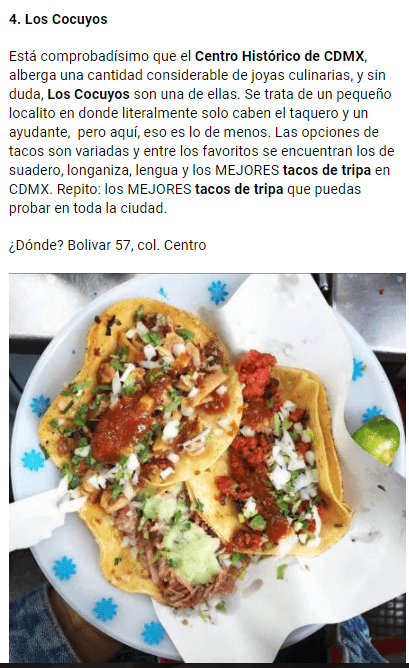 4. Los Cocuyos
Está comprobadísimo que el Centro Histórico de CDMX,
alberga una cantidad considerable de joyas culinarias, y sin
duda, Los Cocuyos son una de ellas. Se trata de un pequeño
localito en donde literalmente solo caben el taquero y un
ayudante, pero aquí, eso es lo de menos. Las opciones de
tacos son variadas y entre los favoritos se encuentran los de
suadero, longaniza, lengua y los MEJORES tacos de tripa en
CDMX. Repito: los MEJORES tacos de tripa que puedas
probar en toda la ciudad.
¿Dónde? Bolivar 57, col. Centro